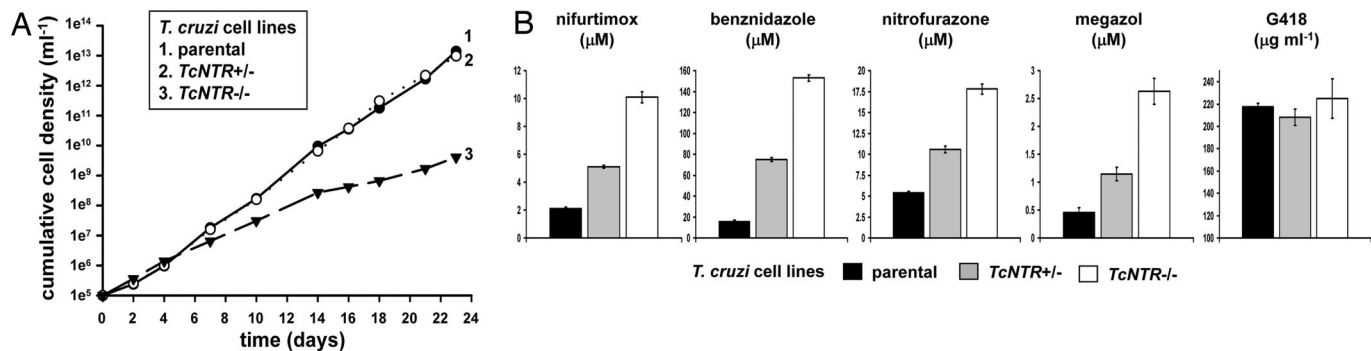 A
cumulative cell density (ml-1)
1e14
1e13
1e12
1e11
1e10
1e9
1e8
1e7
1e6
1e5
T. cruzi cell lines
1. parental
2. TcNTR+/-
3. TcNTR-/-
1
2
3
0 2 4 6 8 10 12 14 16 18 20 22 24
time (days)
B
nifurtimox
(μM)
12
10
8
6
4
2
0
benznidazole
(μM)
160
140
120
100
80
60
40
20
0
nitrofurazone
(μM)
20
17.5
15
12.5
10
7.5
5
2.5
0
megazol
(μM)
3
2.5
2
1.5
1
0.5
0
G418
(μg ml-1)
220
200
180
160
140
120
100
T. cruzi cell lines parental TcNTR+/- TcNTR-/-